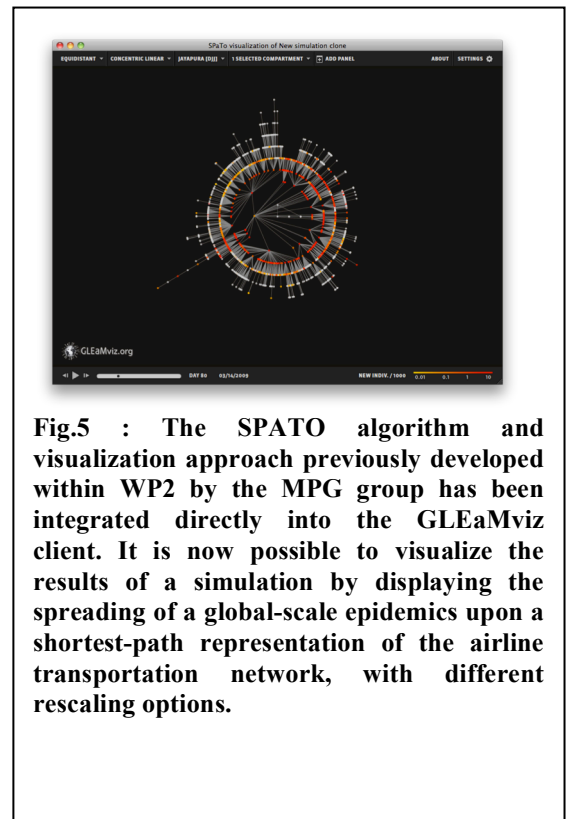 SPaTo visualization of New simulation clone
EQUIDISTANT CONCENTRIC LINEAR JAYAPURA [DJJ] 1 SELECTED COMPARTMENT ADD PANEL ABOUT SETTINGS
GLEaMviz.org
DAY 80 03/14/2009 NEW INDIV. / 1000 0.01 0.1 1 10
Fig.5 : The SPATO algorithm and
visualization approach previously developed
within WP2 by the MPG group has been
integrated directly into the GLEaMviz
client. It is now possible to visualize the
results of a simulation by displaying the
spreading of a global-scale epidemics upon a
shortest-path representation of the airline
transportation network, with different
rescaling options.